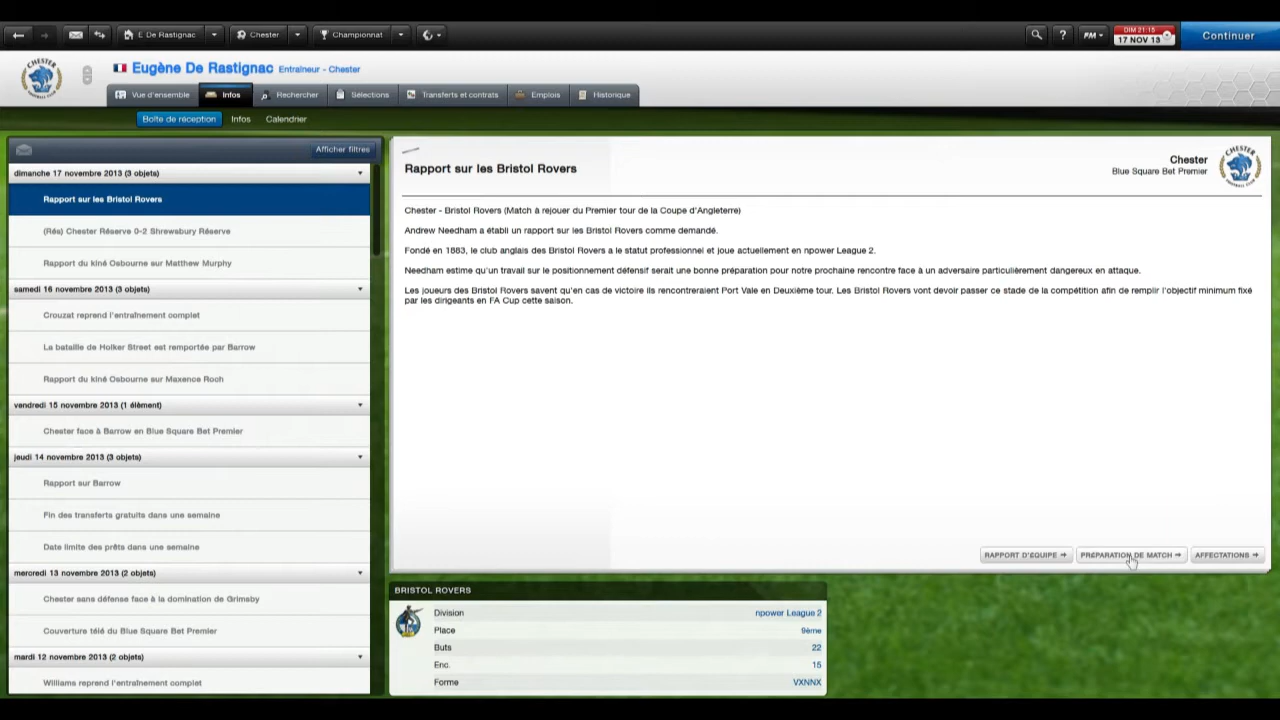 E. De Rastignac
Chester
Championnat
?
FM
DIM 21:15
17 NOV 13
Continuer
CHESTER
Eugène De Rastignac Entraîneur - Chester
Vue d'ensemble
Infos
Rechercher
Sélections
Transferts et contrats
Emplois
Historique
Boîte de réception
Infos
Calendrier
Afficher filtres
dimanche 17 novembre 2013 (3 objets)
Rapport sur les Bristol Rovers
(Rés) Chester Réserve 0-2 Shrewsbury Réserve
Rapport du kiné Osbourne sur Matthew Murphy
samedi 16 novembre 2013 (3 objets)
Crouzat reprend l'entraînement complet
La bataille de Holker Street est remportée par Barrow
Rapport du kiné Osbourne sur Maxence Roch
vendredi 15 novembre 2013 (1 élément)
Chester face à Barrow en Blue Square Bet Premier
jeudi 14 novembre 2013 (3 objets)
Rapport sur Barrow
Fin des transferts gratuits dans une semaine
Date limite des prêts dans une semaine
mercredi 13 novembre 2013 (2 objets)
Chester sans défense face à la domination de Grimsby
Couverture télé du Blue Square Bet Premier
mardi 12 novembre 2013 (2 objets)
Williams reprend l'entraînement complet
Rapport sur les Bristol Rovers
Chester
Blue Square Bet Premier
CHESTER
Chester - Bristol Rovers (Match à rejouer du Premier tour de la Coupe d'Angleterre)
Andrew Needham a établi un rapport sur les Bristol Rovers comme demandé.
Fondé en 1883, le club anglais des Bristol Rovers a le statut professionnel et joue actuellement en npower League 2.
Needham estime qu'un travail sur le positionnement défensif serait une bonne préparation pour notre prochaine rencontre face à un adversaire particulièrement dangereux en attaque.
Les joueurs des Bristol Rovers savent qu'en cas de victoire ils rencontreraient Port Vale en Deuxième tour. Les Bristol Rovers vont devoir passer ce stade de la compétition afin de remplir l'objectif minimum fixé
par les dirigeants en FA Cup cette saison.
RAPPORT D'ÉQUIPE
PRÉPARATION DE MATCH
AFFECTATIONS
BRISTOL ROVERS
Division npower League 2
Place 9ème
Buts 22
Enc. 15
Forme VXNNX